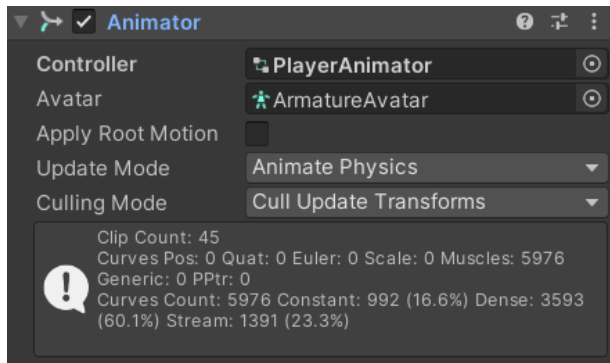 Animator
Controller PlayerAnimator
Avatar ArmatureAvatar
Apply Root Motion
Update Mode Animate Physics
Culling Mode Cull Update Transforms
Clip Count: 45
Curves Pos: 0 Quat: 0 Euler: 0 Scale: 0 Muscles: 5976
Generic: 0 PPtr: 0
Curves Count: 5976 Constant: 992 (16.6%) Dense: 3593
(60.1%) Stream: 1391 (23.3%)